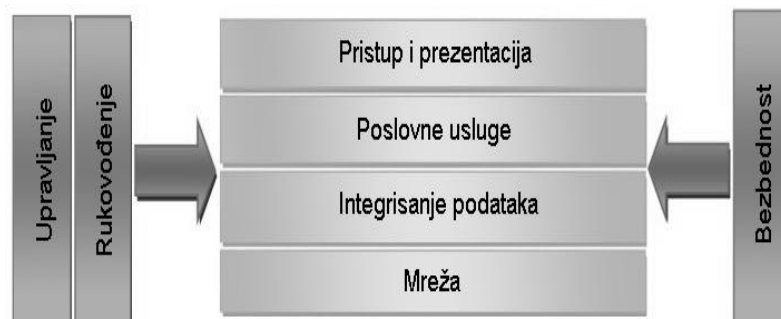 Upravljanje
Rukovođenje
Pristup i prezentacija
Poslovne usluge
Integrisanje podataka
Mreža
Bezbednost